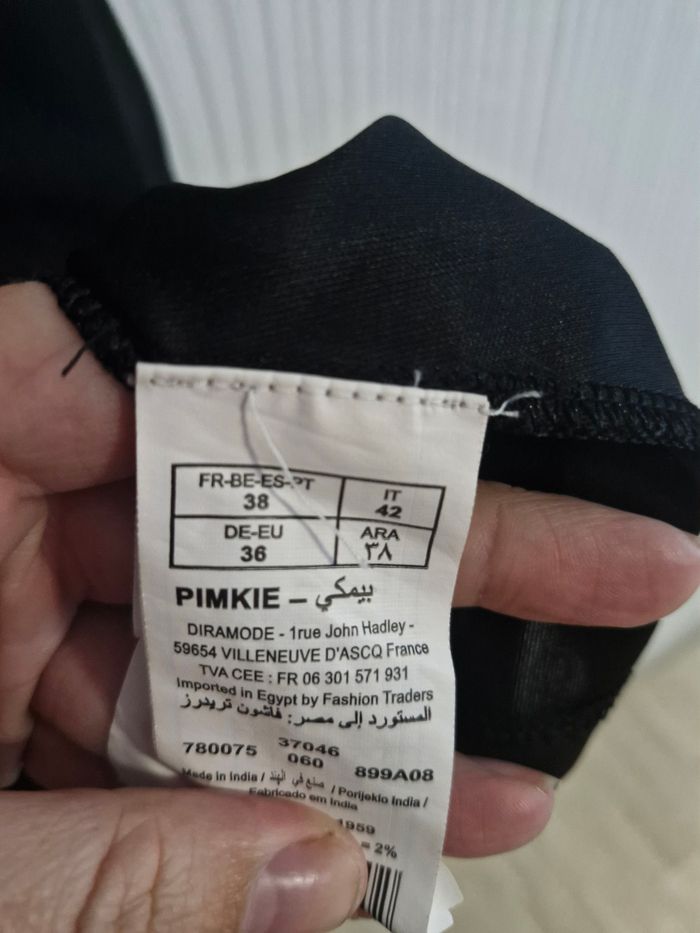 FR-BE-ES-PT
38
IT
42
DE-EU
36
ARA
٣٨
PIMKIE – بيمكي
DIRAMODE - 1rue John Hadley -
59654 VILLENEUVE D'ASCQ France
TVA CEE : FR 06 301 571 931
Imported in Egypt by Fashion Traders
المستورد إلى مصر: فاشون تريدرز
780075 37046 899A08
060
Made in India / صنع في الهند / Porijeklo India /
Fabricado em India
1959
= 2%